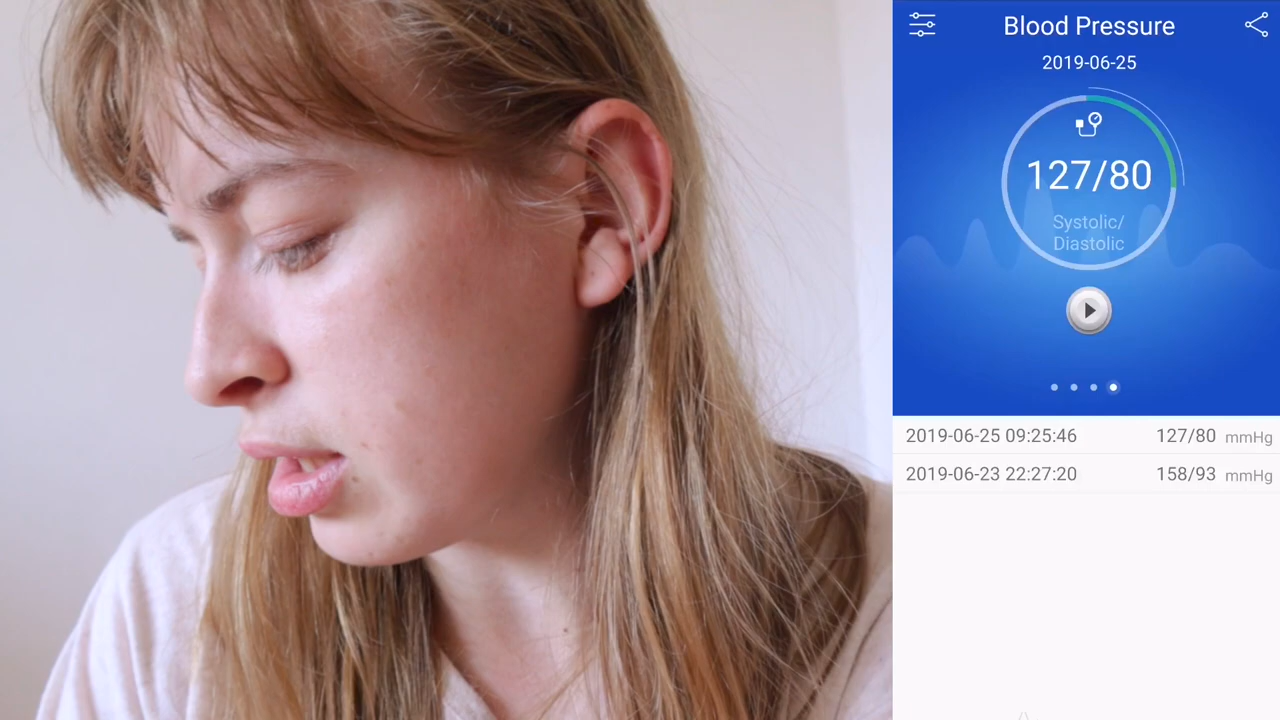 Blood Pressure
2019-06-25
127/80
Systolic/
Diastolic
2019-06-25 09:25:46 127/80 mmHg
2019-06-23 22:27:20 158/93 mmHg